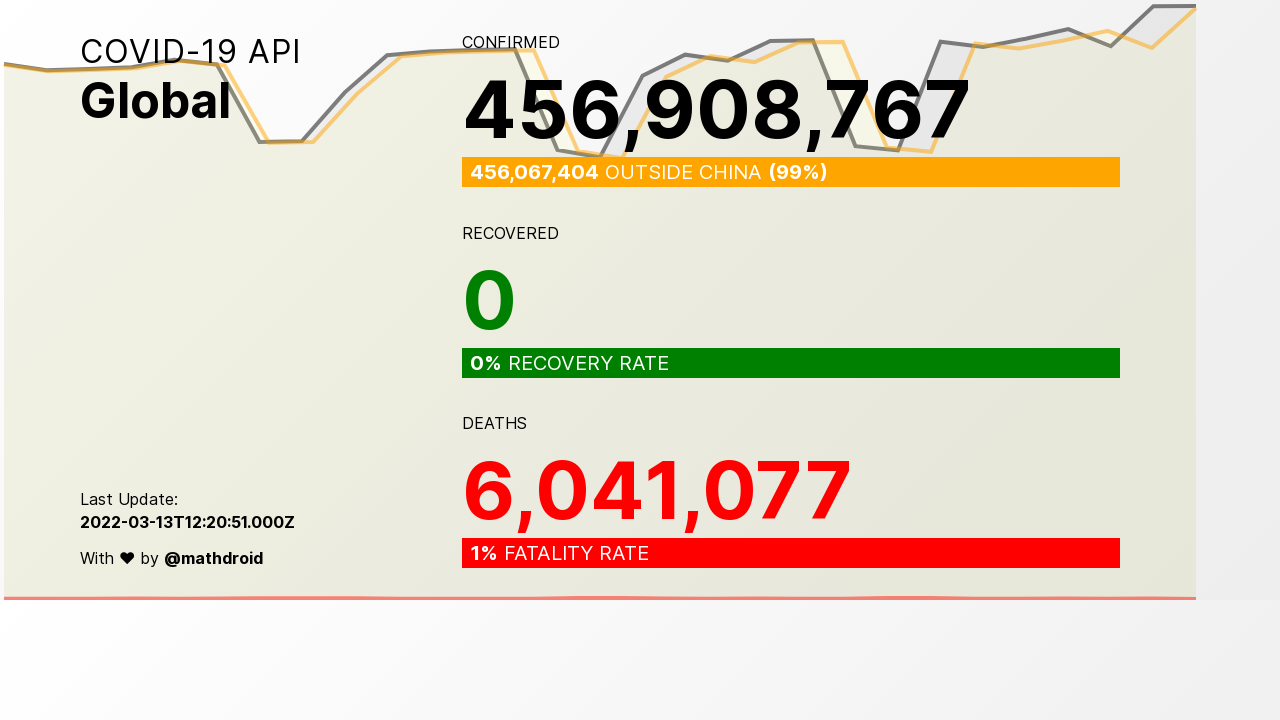 COVID-19 API
Global
CONFIRMED
456,908,767
456,067,404 OUTSIDE CHINA (99%)
RECOVERED
0
0% RECOVERY RATE
DEATHS
6,041,077
1% FATALITY RATE
Last Update:
2022-03-13T12:20:51.000Z
With ♥ by @mathdroid